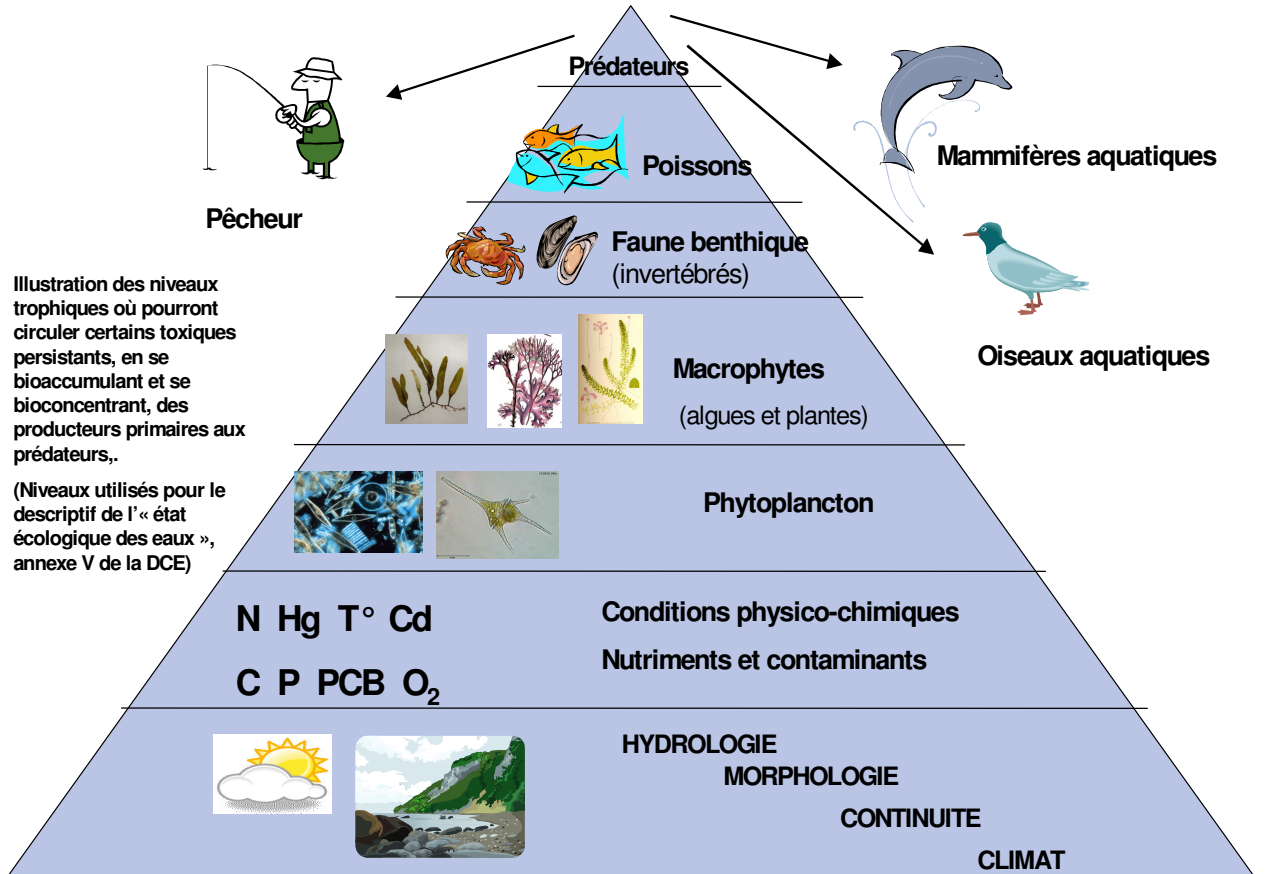 Prédateurs
Pêcheur
Mammifères aquatiques
Poissons
Oiseaux aquatiques
Faune benthique
(invertébrés)
Illustration des niveaux
trophiques où pourront
circuler certains toxiques
persistants, en se
bioaccumulant et se
bioconcentrant, des
producteurs primaires aux
prédateurs,.
(Niveaux utilisés pour le
descriptif de l'« état
écologique des eaux »,
annexe V de la DCE)
Macrophytes
(algues et plantes)
Phytoplancton
N Hg T° Cd
C P PCB O₂
Conditions physico-chimiques
Nutriments et contaminants
HYDROLOGIE
MORPHOLOGIE
CONTINUITE
CLIMAT